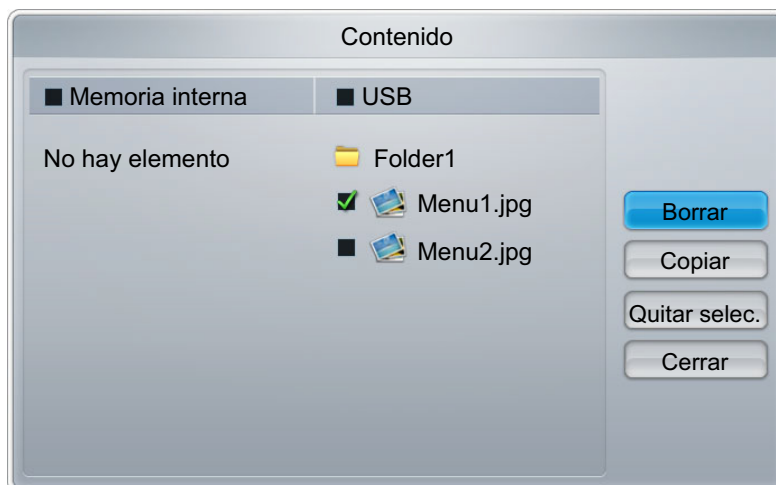 Contenido
Memoria interna
USB
No hay elemento
Folder1
Menu1.jpg
Menu2.jpg
Borrar
Copiar
Quitar selec.
Cerrar